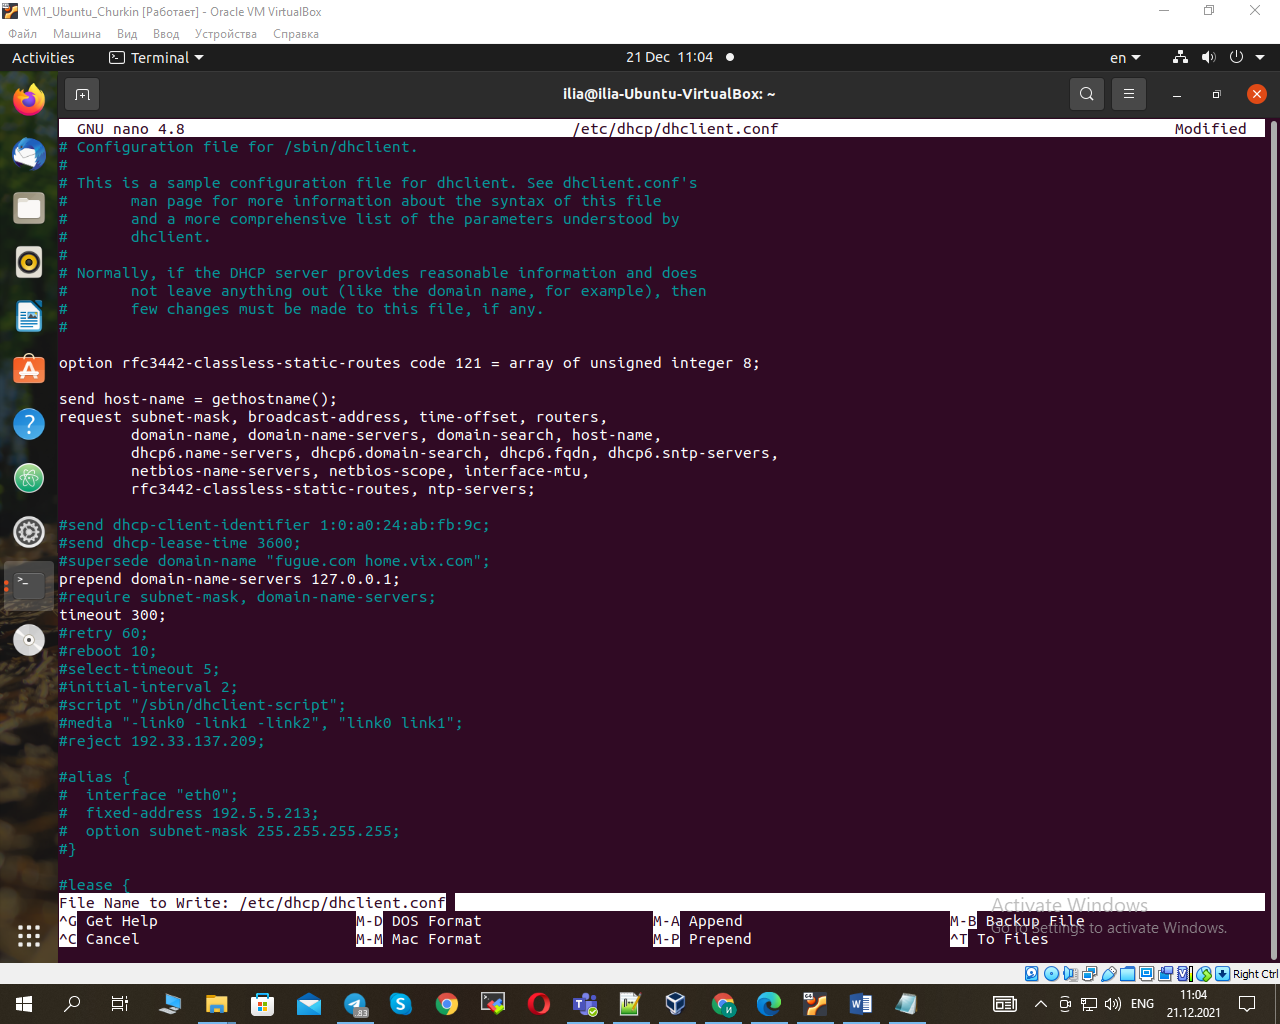 VM1_Ubuntu_Churkin [Работает] - Oracle VM VirtualBox
Файл Машина Вид Ввод Устройства Справка
Activities Terminal 21 Dec 11:04 en
ilia@ilia-Ubuntu-VirtualBox: ~
GNU nano 4.8 /etc/dhcp/dhclient.conf Modified
# Configuration file for /sbin/dhclient.
#
# This is a sample configuration file for dhclient. See dhclient.conf's
# man page for more information about the syntax of this file
# and a more comprehensive list of the parameters understood by
# dhclient.
#
# Normally, if the DHCP server provides reasonable information and does
# not leave anything out (like the domain name, for example), then
# few changes must be made to this file, if any.
#
option rfc3442-classless-static-routes code 121 = array of unsigned integer 8;
send host-name = gethostname();
request subnet-mask, broadcast-address, time-offset, routers,
domain-name, domain-name-servers, domain-search, host-name,
dhcp6.name-servers, dhcp6.domain-search, dhcp6.fqdn, dhcp6.sntp-servers,
netbios-name-servers, netbios-scope, interface-mtu,
rfc3442-classless-static-routes, ntp-servers;
#send dhcp-client-identifier 1:0:a0:24:ab:fb:9c;
#send dhcp-lease-time 3600;
#supersede domain-name "fugue.com home.vix.com";
prepend domain-name-servers 127.0.0.1;
#require subnet-mask, domain-name-servers;
timeout 300;
#retry 60;
#reboot 10;
#select-timeout 5;
#initial-interval 2;
#script "/sbin/dhclient-script";
#media "-link0 -link1 -link2", "link0 link1";
#reject 192.33.137.209;
#alias {
#  interface "eth0";
#  fixed-address 192.5.5.213;
#  option subnet-mask 255.255.255.255;
#}
#lease {
File Name to Write: /etc/dhcp/dhclient.conf
^G Get Help M-D DOS Format M-A Append M-B Backup File
^C Cancel M-M Mac Format M-P Prepend ^T To Files
Activate Windows
Go to Settings to activate Windows.
Right Ctrl
83
ENG
11:04
21.12.2021